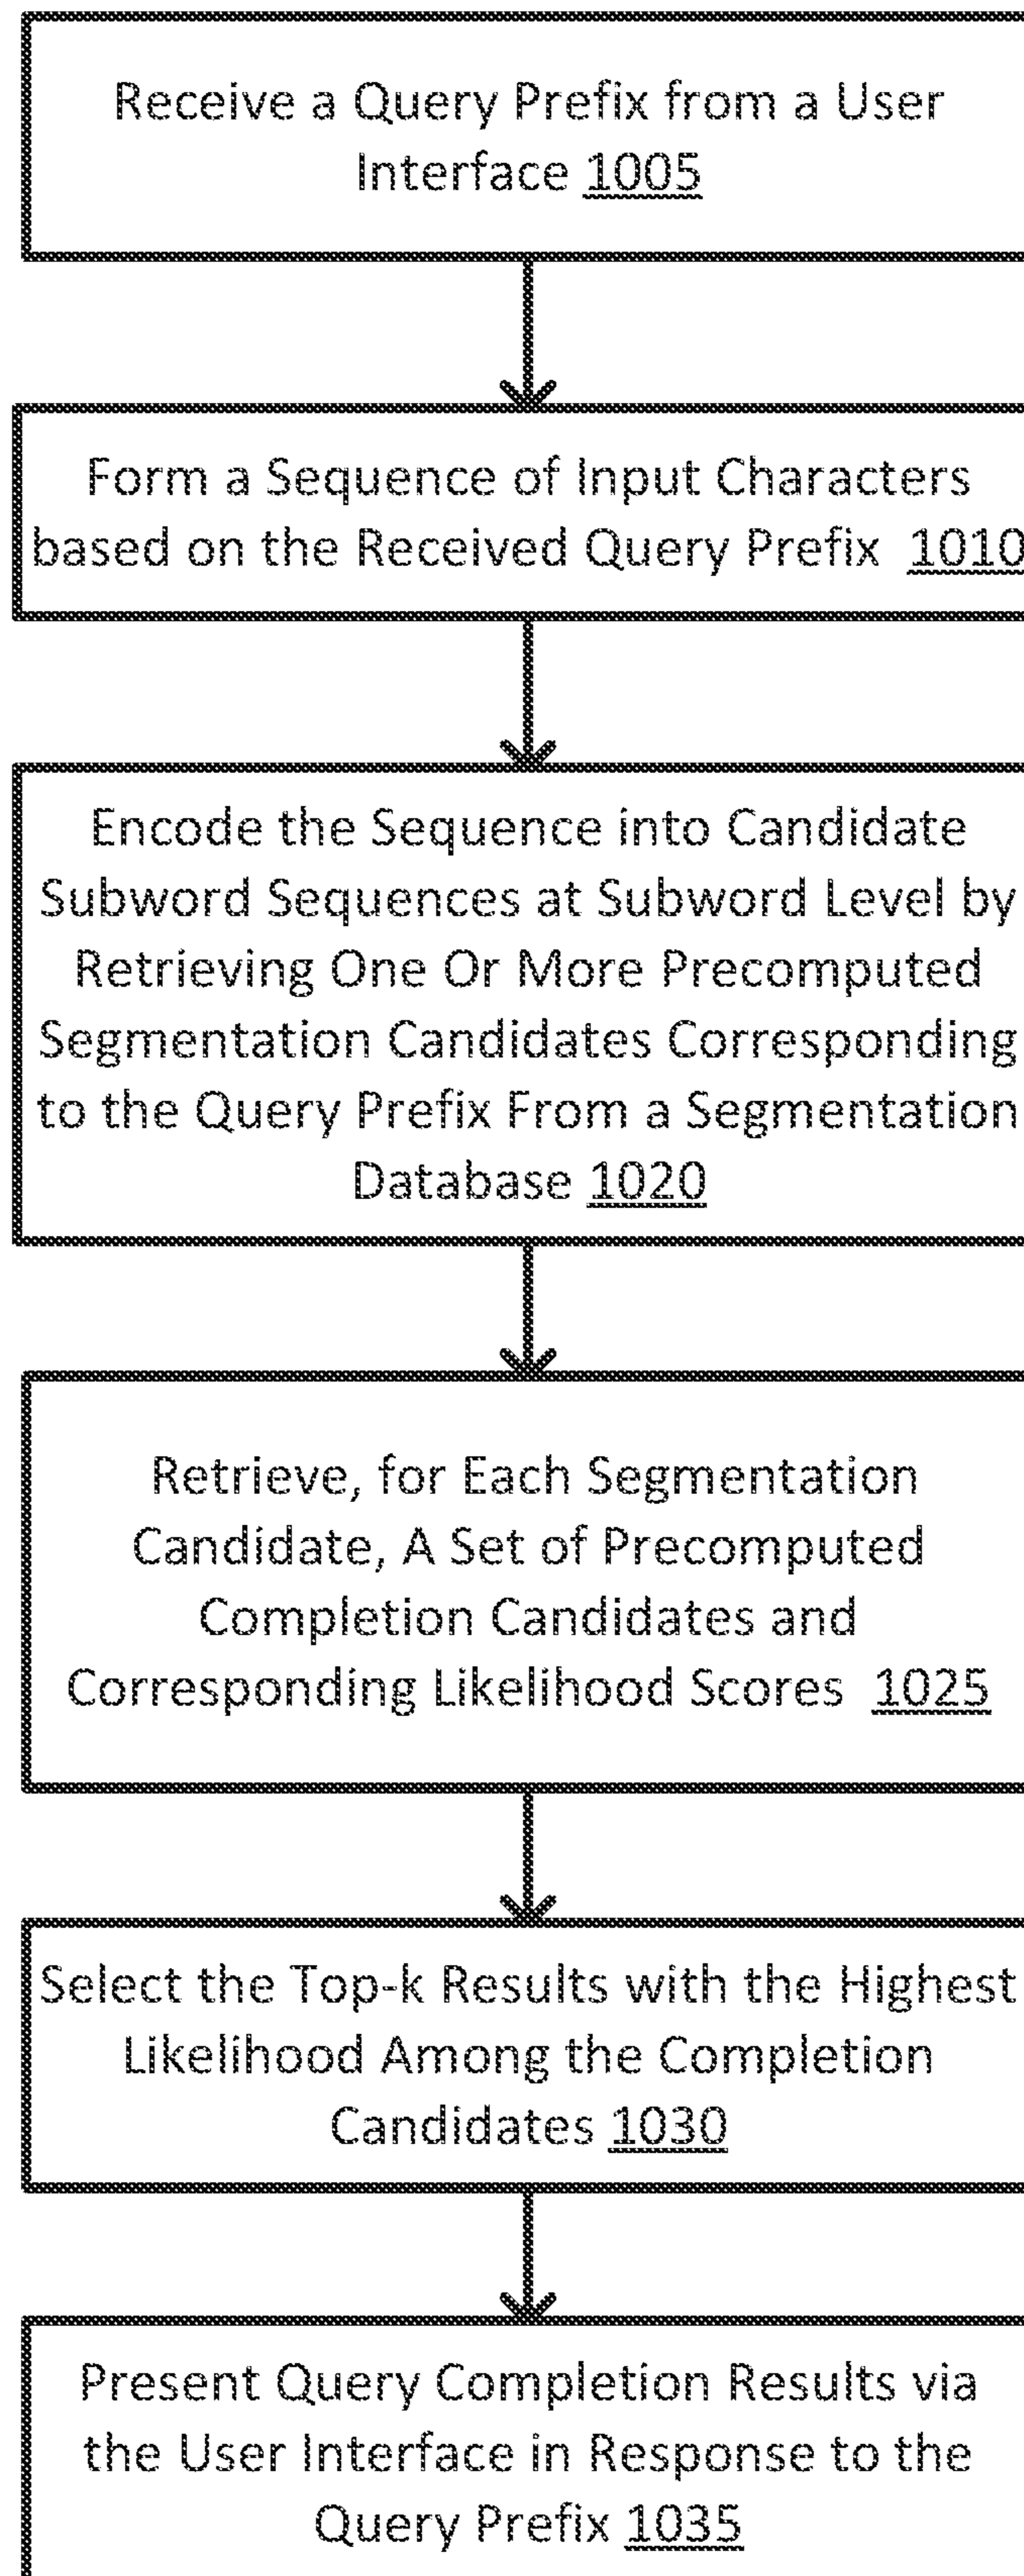 Receive a Query Prefix from a User
Interface 1005
Form a Sequence of Input Characters
based on the Received Query Prefix 1010
Encode the Sequence into Candidate
Subword Sequences at Subword Level by
Retrieving One Or More Precomputed
Segmentation Candidates Corresponding
to the Query Prefix From a Segmentation
Database 1020
Retrieve, for Each Segmentation
Candidate, A Set of Precomputed
Completion Candidates and
Corresponding Likelihood Scores 1025
Select the Top-k Results with the Highest
Likelihood Among the Completion
Candidates 1030
Present Query Completion Results via
the User Interface in Response to the
Query Prefix 1035